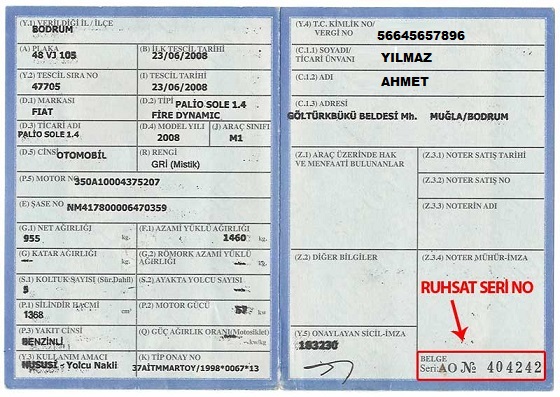 (Y.1) VERİLDİĞİ İL / İLÇE
BODRUM
(A) PLAKA
48 VJ 105
(B) İLK TESCİL TARİHİ
23/06/2008
(Y.2) TESCİL SIRA NO
47705
(I) TESCİL TARİHİ
23/06/2008
(D.1) MARKASI
FIAT
(D.2) TİPİ
PALİO SOLE 1.4
FİRE DYNAMIC
(D.3) TİCARİ ADI
PALİO SOLE 1.4
(D.4) MODEL YILI
2008
(J) ARAÇ SINIFI
M1
(D.5) CİNSİ
OTOMOBİL
(R) RENGİ
GRİ (Mistik)
(P.5) MOTOR NO
350A10004375207
(E) ŞASE NO
NM417800006470359
(G.1) NET AĞIRLIĞI
955 kg.
(F.1) AZAMİ YÜKLÜ AĞIRLIĞI
1460 kg.
(G) KATAR AĞIRLIĞI
kg.
(G.2) RÖMORK AZAMİ YÜKLÜ
AĞIRLIĞI
kg.
(S.1) KOLTUK SAYISI (Sür.Dahil)
5
(S.2) AYAKTA YOLCU SAYISI
(P.1) SİLİNDİR HACMİ
1368 cm³
(P.2) MOTOR GÜCÜ
kw
(P.3) YAKIT CİNSİ
BENZİNLİ
(Q) GÜÇ AĞIRLIK ORANI(Motosiklet)
kw/kg
(Y.3) KULLANIM AMACI
HUSUSİ - Yolcu Nakli
(K) TİP ONAY NO
37AİTMMARTOY/1998*0067*13
(Y.4) T.C. KİMLİK NO/
VERGİ NO
56645657896
(C.1.1) SOYADI/
TİCARİ ÜNVANI
YILMAZ
(C.1.2) ADI
AHMET
(C.1.3) ADRESİ
GÖLTÜRKBÜKÜ BELDESİ Mh. MUĞLA/BODRUM
(Z.1) ARAÇ ÜZERİNDE HAK
VE MENFAATİ BULUNANLAR
(Z.3.1) NOTER SATIŞ TARİHİ
(Z.3.2) NOTER SATIŞ NO
(Z.3.3) NOTERİN ADI
(Z.2) DİĞER BİLGİLER
(Z.3.4) NOTER MÜHÜR-İMZA
RUHSAT SERİ NO
(Y.5) ONAYLAYAN SİCİL-İMZA
BELGE
Seri: AO № 404242